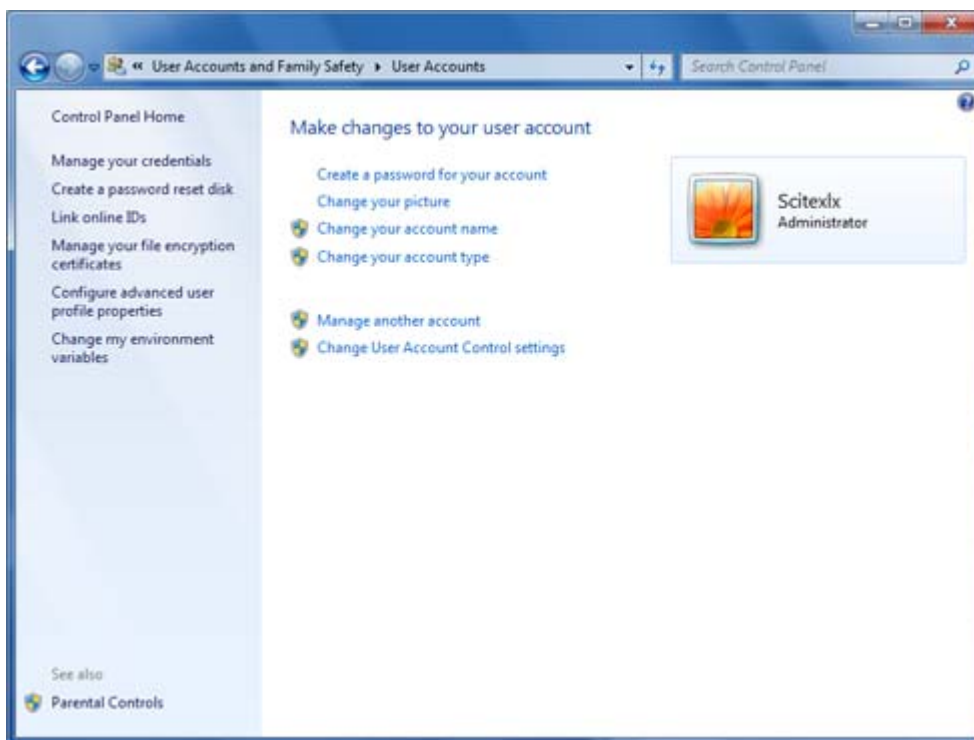 « User Accounts and Family Safety ▸ User Accounts
Search Control Panel
Control Panel Home
Manage your credentials
Create a password reset disk
Link online IDs
Manage your file encryption
certificates
Configure advanced user
profile properties
Change my environment
variables
See also
Parental Controls
Make changes to your user account
Create a password for your account
Change your picture
Change your account name
Change your account type
Manage another account
Change User Account Control settings
Scitexlx
Administrator